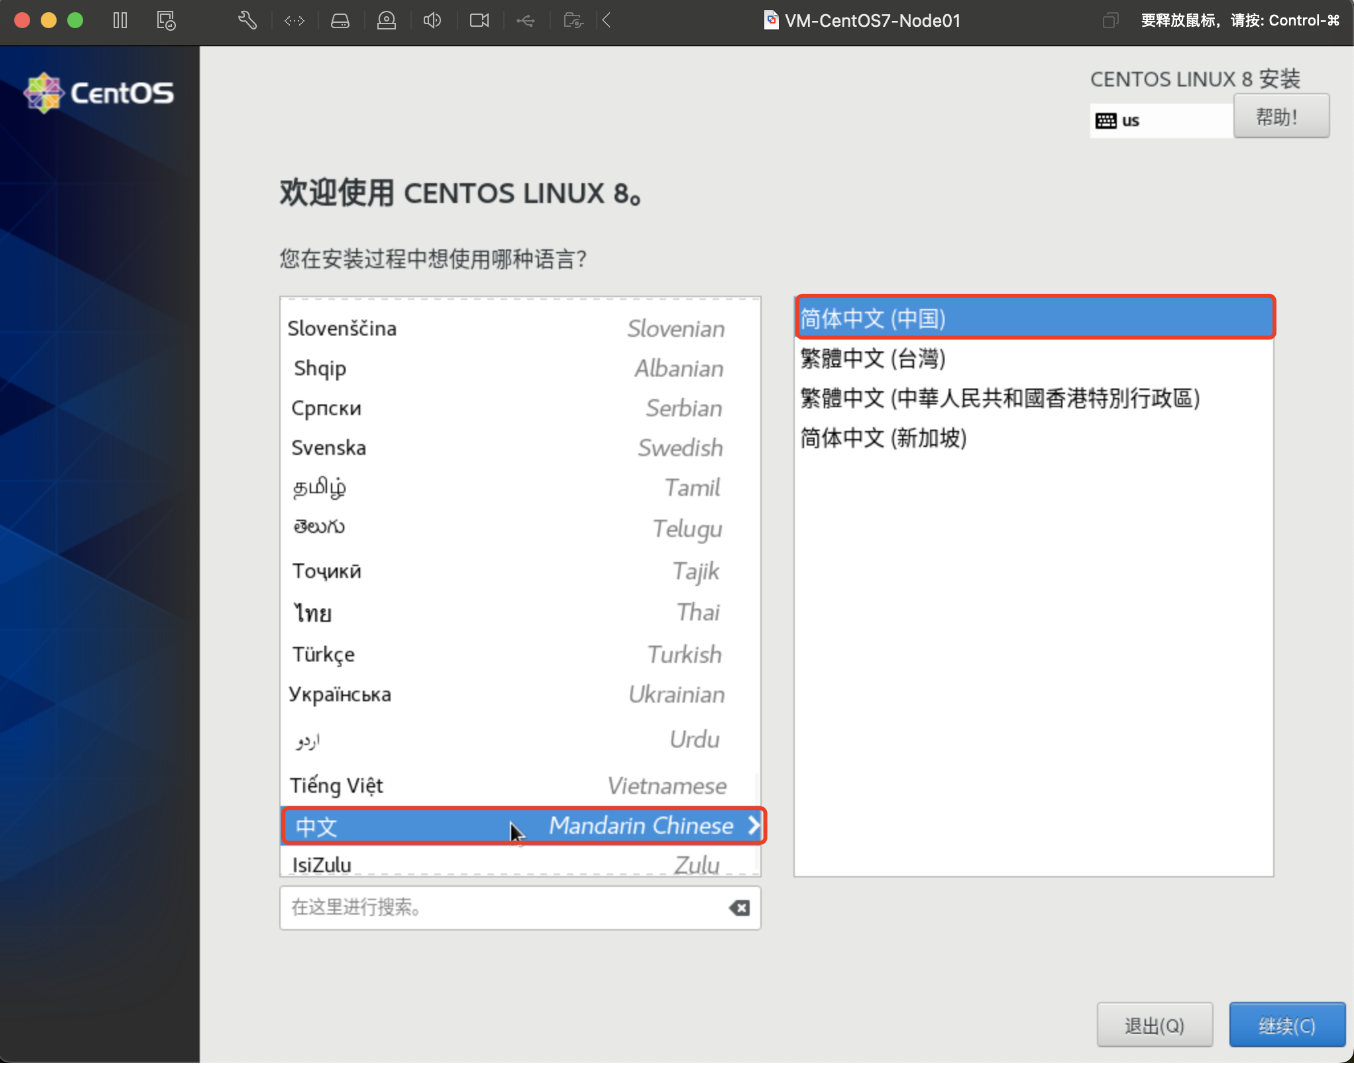 VM-CentOS7-Node01
要释放鼠标，请按: Control-⌘
CentOS
CENTOS LINUX 8 安装
us
帮助!
欢迎使用 CENTOS LINUX 8。
您在安装过程中想使用哪种语言？
Slovenščina Slovenian
Shqip Albanian
Српски Serbian
Svenska Swedish
தமிழ் Tamil
తెలుగు Telugu
Тоҷикӣ Tajik
ไทย Thai
Türkçe Turkish
Українська Ukrainian
اردو Urdu
Tiếng Việt Vietnamese
中文 Mandarin Chinese
IsiZulu Zulu
在这里进行搜索。
简体中文 (中国)
繁體中文 (台灣)
繁體中文 (中華人民共和國香港特別行政區)
简体中文 (新加坡)
退出(Q)
继续(C)